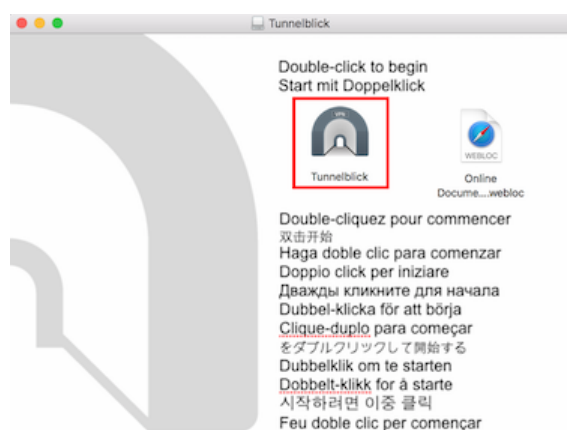 Tunnelblick
Double-click to begin
Start mit Doppelklick
VPN
WEBLOC
Tunnelblick
Online
Docume....webloc
Double-cliquez pour commencer
双击开始
Haga doble clic para comenzar
Doppio click per iniziare
Дважды кликните для начала
Dubbel-klicka för att börja
Clique-duplo para começar
をダブルクリックして開始する
Dubbelklik om te starten
Dobbelt-klikk for å starte
시작하려면 이중 클릭
Feu doble clic per començar